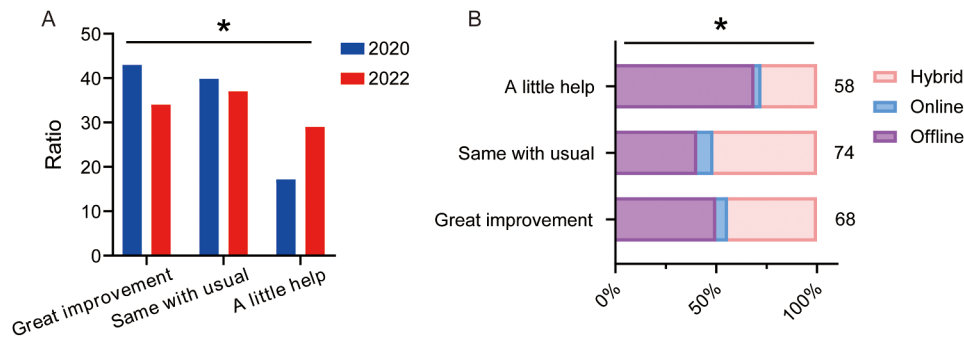 A
*
50
40
30
20
10
0
Ratio
Great improvement
Same with usual
A little help
2020
2022
B
*
A little help
58
Same with usual
74
Great improvement
68
0%
50%
100%
Hybrid
Online
Offline